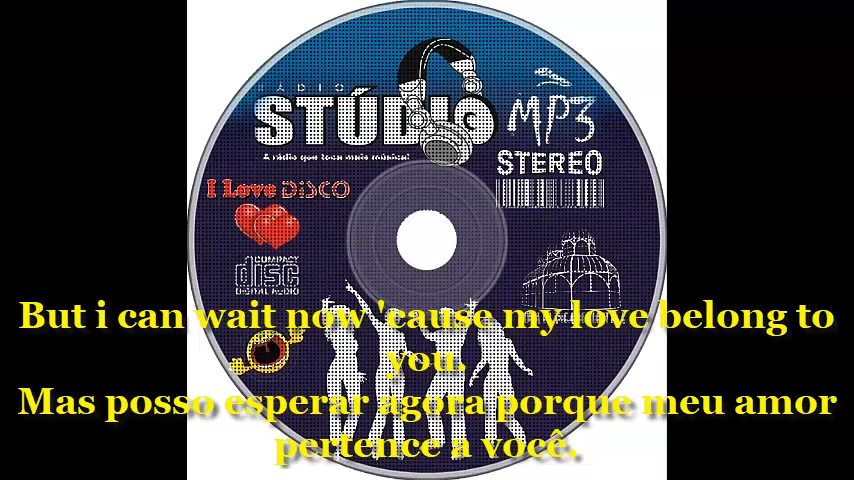 RÁDIO
STÚDIO
A rádio que toca mais música!
MP3
STEREO
I Love DISCO
COMPACT
disc
DIGITAL AUDIO
But i can wait now 'cause my love belong to
you.
Mas posso esperar agora porque meu amor
pertence a você.